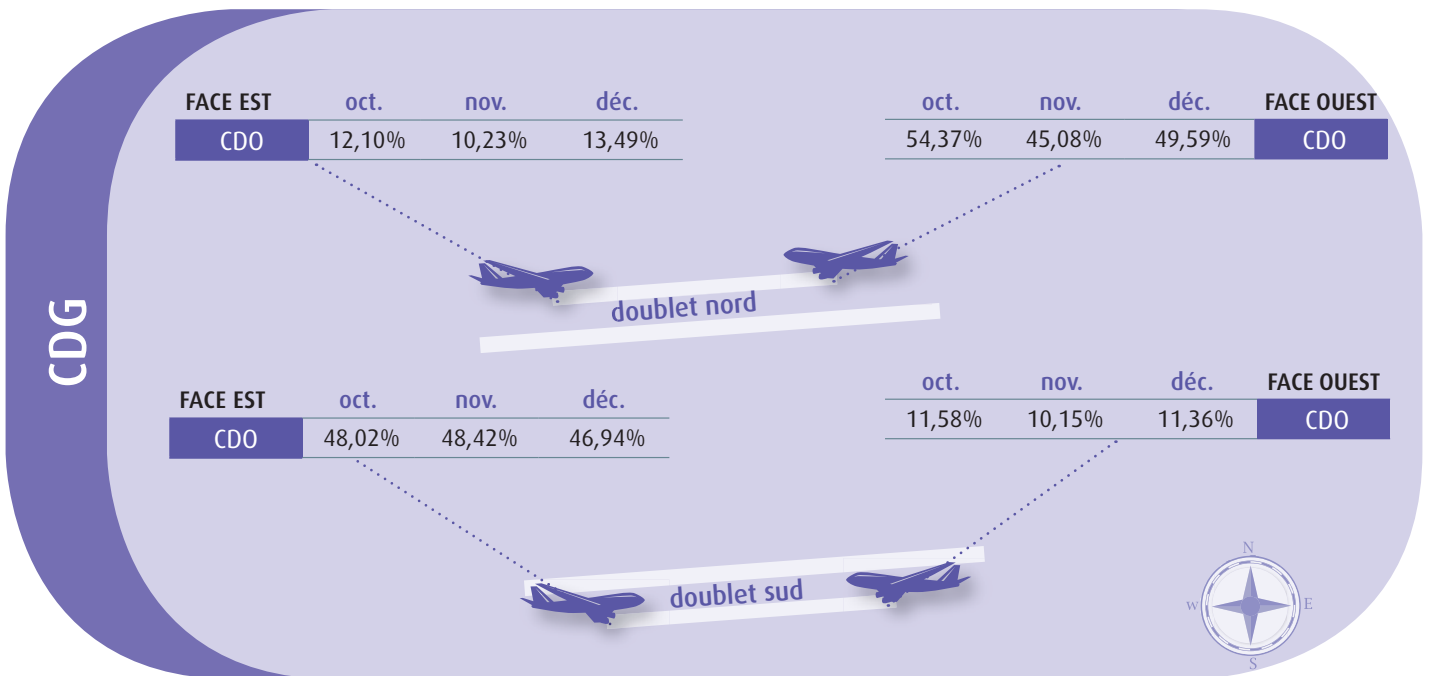 CDG
FACE EST oct. nov. déc.
CDO 12,10% 10,23% 13,49%
oct. nov. déc. FACE OUEST
54,37% 45,08% 49,59% CDO
doublet nord
FACE EST oct. nov. déc.
CDO 48,02% 48,42% 46,94%
oct. nov. déc. FACE OUEST
11,58% 10,15% 11,36% CDO
doublet sud
N
W E
S